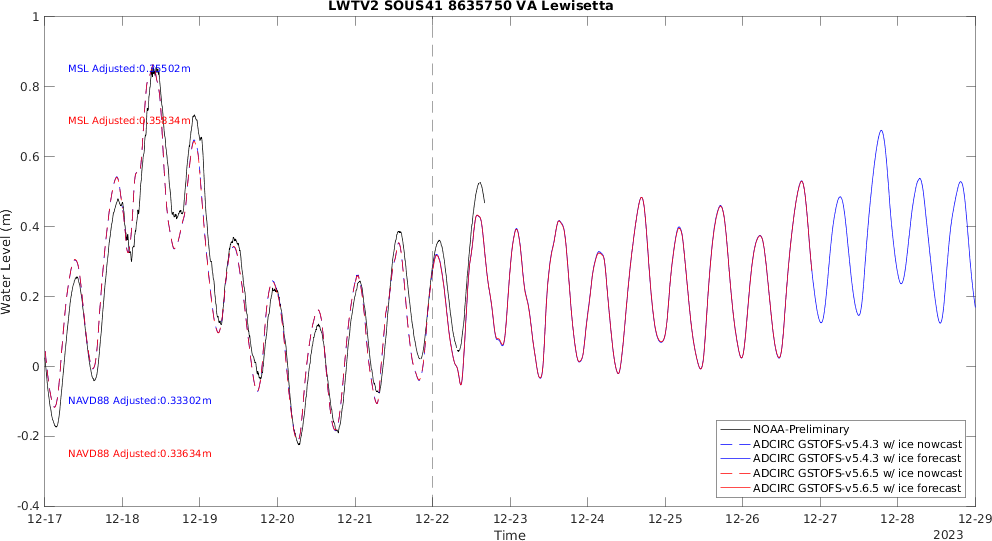 LWTV2 SOUS41 8635750 VA Lewisetta
1
0.8
0.6
0.4
0.2
0
-0.2
-0.4
Water Level (m)
MSL Adjusted:0.35502m
MSL Adjusted:0.35834m
NAVD88 Adjusted:0.33302m
NAVD88 Adjusted:0.33634m
NOAA-Preliminary
ADCIRC GSTOFS-v5.4.3 w/ ice nowcast
ADCIRC GSTOFS-v5.4.3 w/ ice forecast
ADCIRC GSTOFS-v5.6.5 w/ ice nowcast
ADCIRC GSTOFS-v5.6.5 w/ ice forecast
12-17 12-18 12-19 12-20 12-21 12-22 12-23 12-24 12-25 12-26 12-27 12-28 12-29
Time
2023